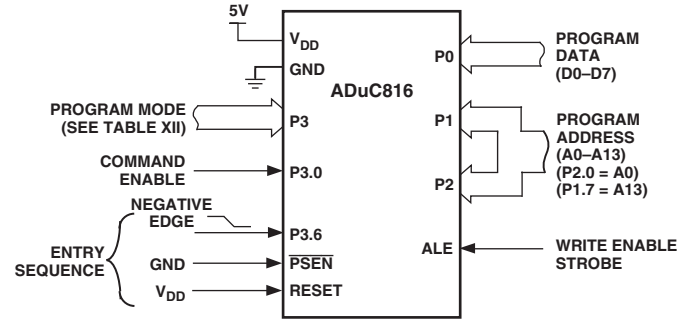 5V
VDD
GND
ADuC816
P0
PROGRAM
DATA
(D0–D7)
PROGRAM MODE
(SEE TABLE XII)
P3
P1
PROGRAM
ADDRESS
(A0–A13)
(P2.0 = A0)
(P1.7 = A13)
COMMAND
ENABLE
P3.0
P2
NEGATIVE
EDGE
P3.6
ENTRY
SEQUENCE
GND
PSEN
ALE
WRITE ENABLE
STROBE
VDD
RESET